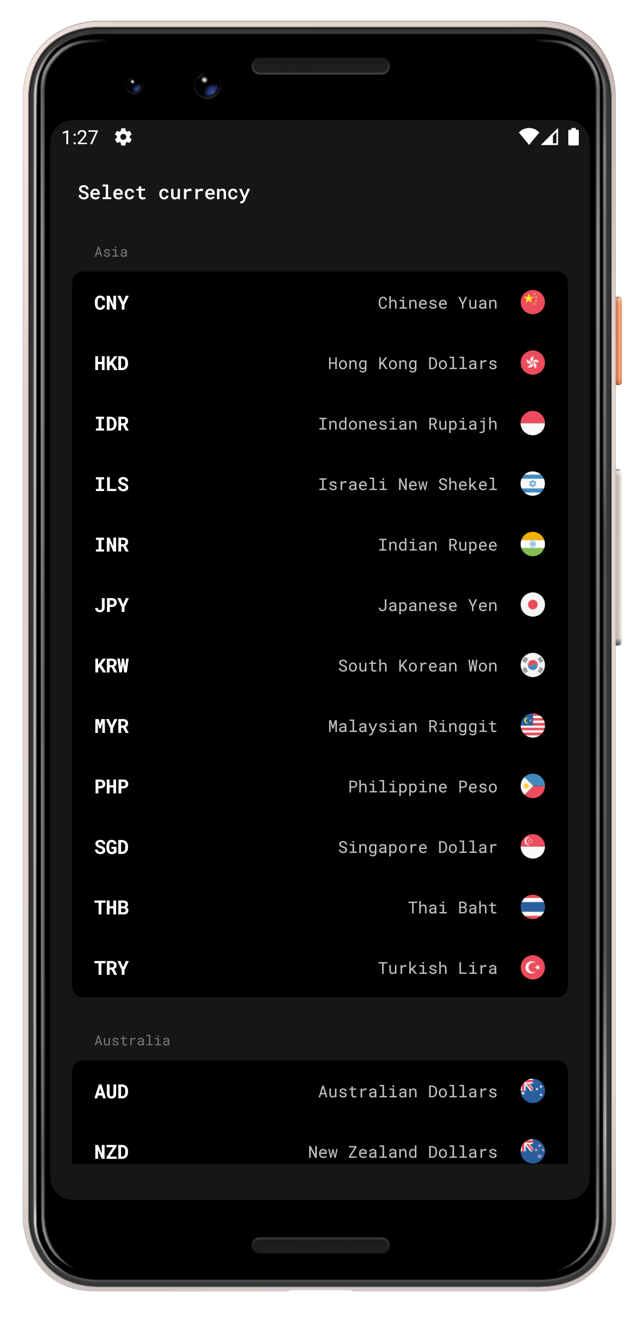 1:27
Select currency
Asia
CNY Chinese Yuan
HKD Hong Kong Dollars
IDR Indonesian Rupiajh
ILS Israeli New Shekel
INR Indian Rupee
JPY Japanese Yen
KRW South Korean Won
MYR Malaysian Ringgit
PHP Philippine Peso
SGD Singapore Dollar
THB Thai Baht
TRY Turkish Lira
Australia
AUD Australian Dollars
NZD New Zealand Dollars